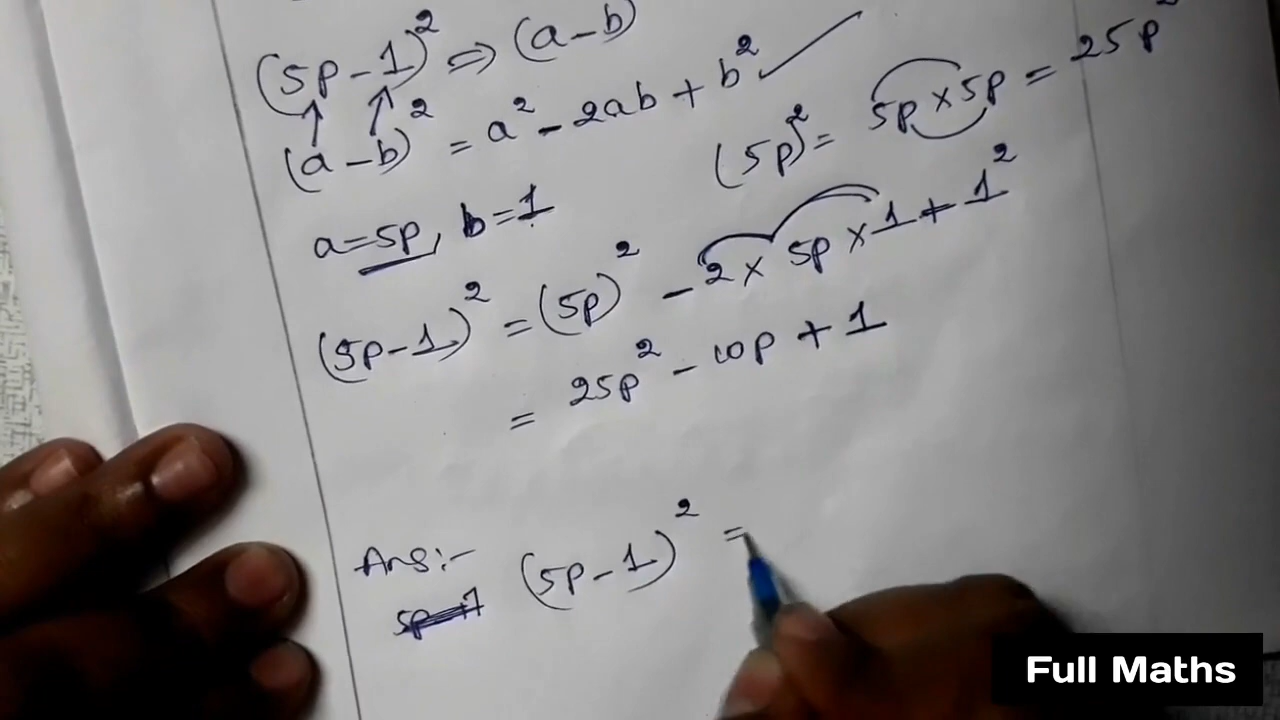 (5p-1)² ⇒ (a-b)
(a-b)² = a² - 2ab + b² ✓
(5p)² = 5p × 5p = 25p²
a=5p, b=1
(5p-1)² = (5p)² - 2 × 5p × 1 + 1²
= 25p² - 10p + 1
Ans:- (5p-1)² =
Full Maths